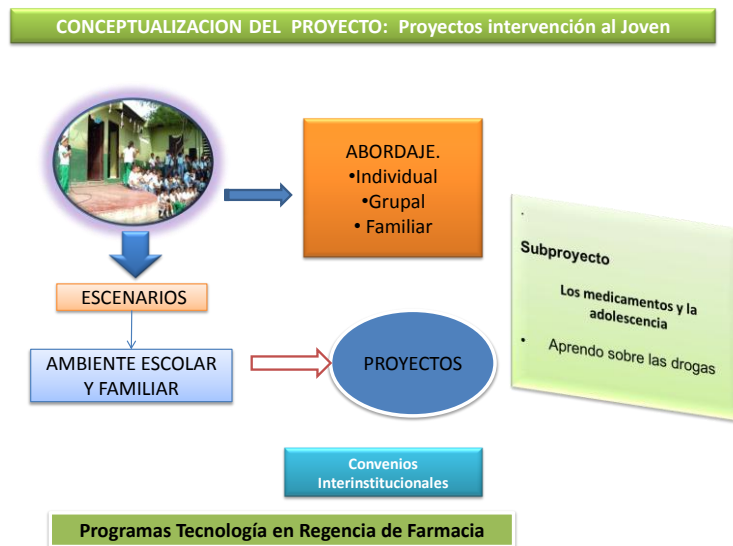 CONCEPTUALIZACION DEL PROYECTO: Proyectos intervención al Joven
ABORDAJE.
•Individual
•Grupal
• Familiar
ESCENARIOS
AMBIENTE ESCOLAR
Y FAMILIAR
PROYECTOS
Subproyecto
Los medicamentos y la
adolescencia
• Aprendo sobre las drogas
Convenios
Interinstitucionales
Programas Tecnología en Regencia de Farmacia